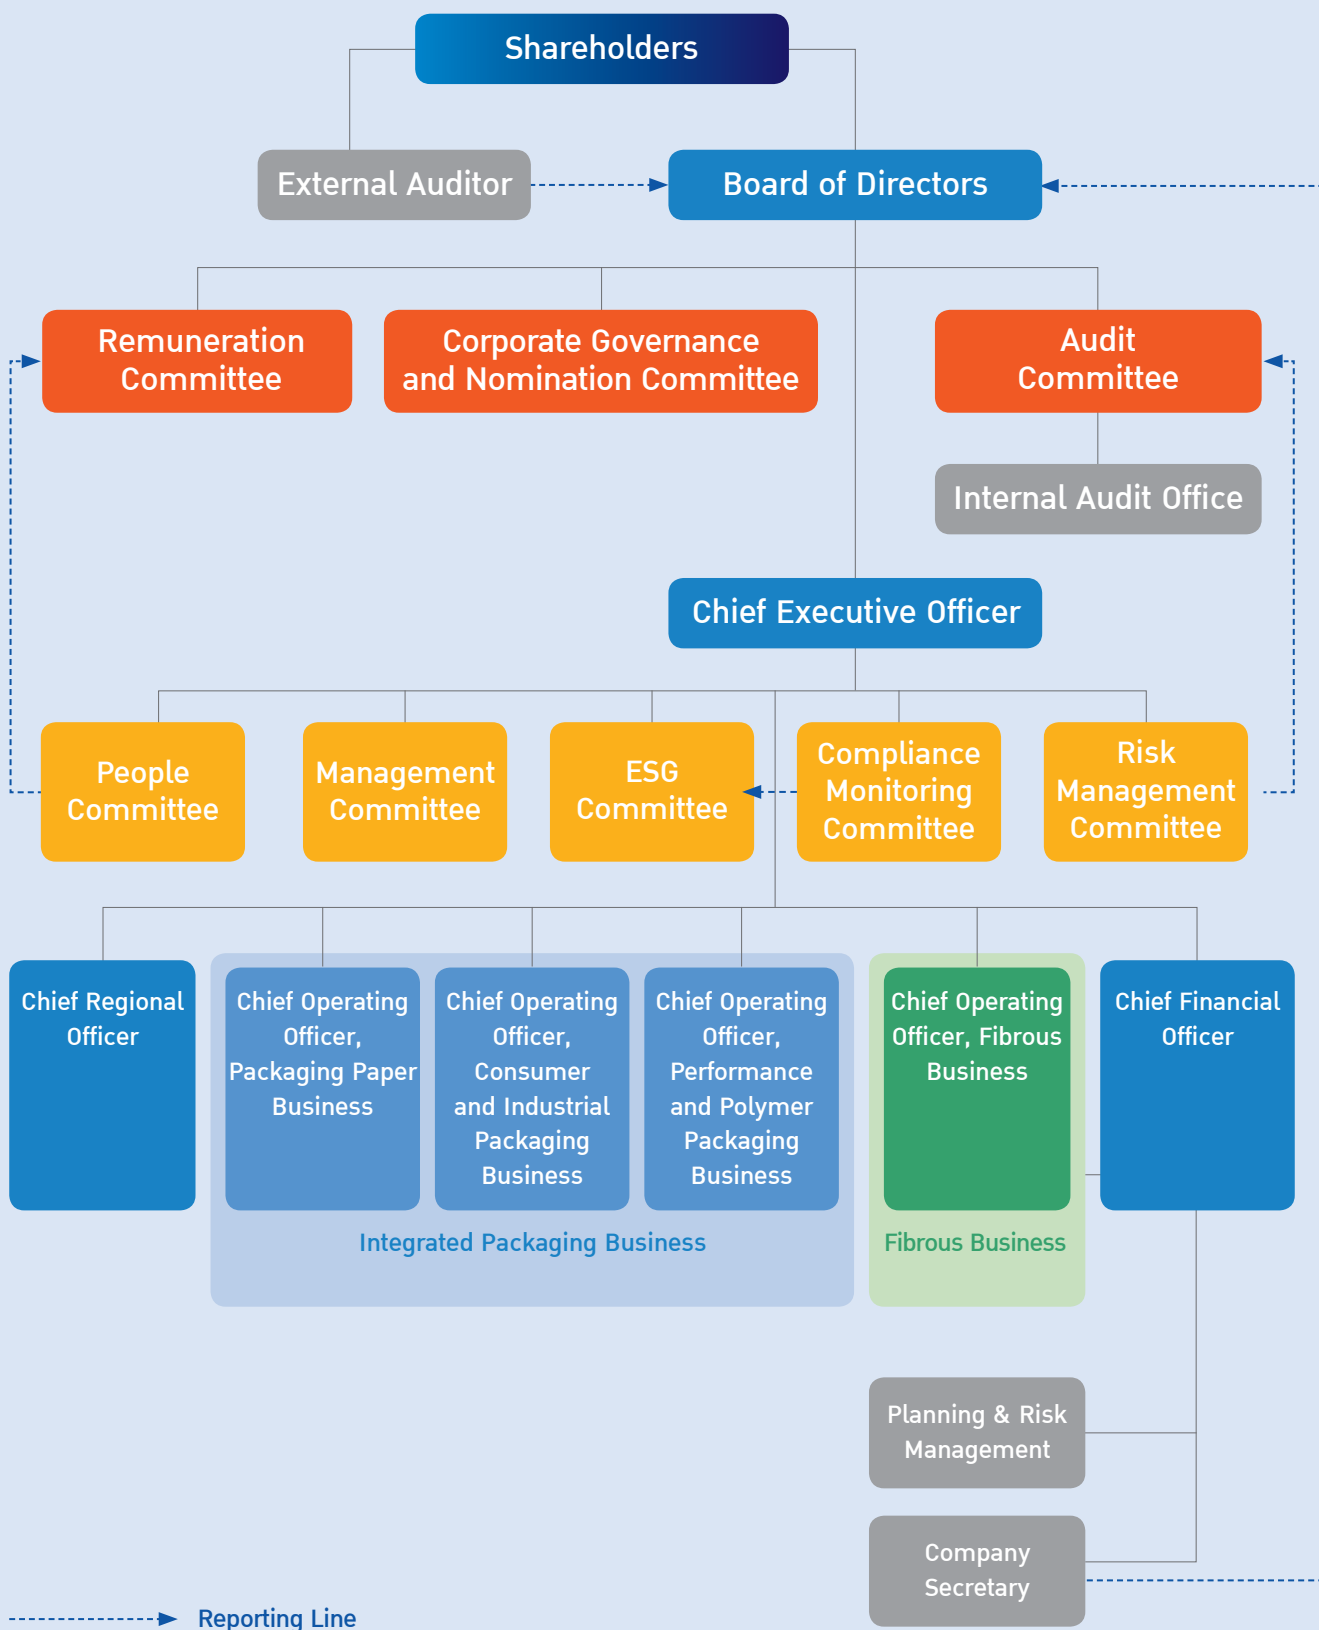 Shareholders
External Auditor
Board of Directors
Remuneration
Committee
Corporate Governance
and Nomination Committee
Audit
Committee
Internal Audit Office
Chief Executive Officer
People
Committee
Management
Committee
ESG
Committee
Compliance
Monitoring
Committee
Risk
Management
Committee
Chief Regional
Officer
Chief Operating
Officer,
Packaging Paper
Business
Chief Operating
Officer,
Consumer
and Industrial
Packaging
Business
Chief Operating
Officer,
Performance
and Polymer
Packaging
Business
Chief Operating
Officer, Fibrous
Business
Chief Financial
Officer
Integrated Packaging Business
Fibrous Business
Planning & Risk
Management
Company
Secretary
Reporting Line